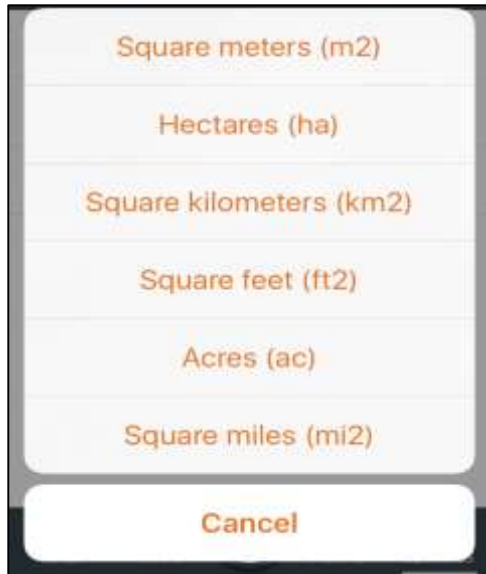 Square meters (m2)
Hectares (ha)
Square kilometers (km2)
Square feet (ft2)
Acres (ac)
Square miles (mi2)
Cancel